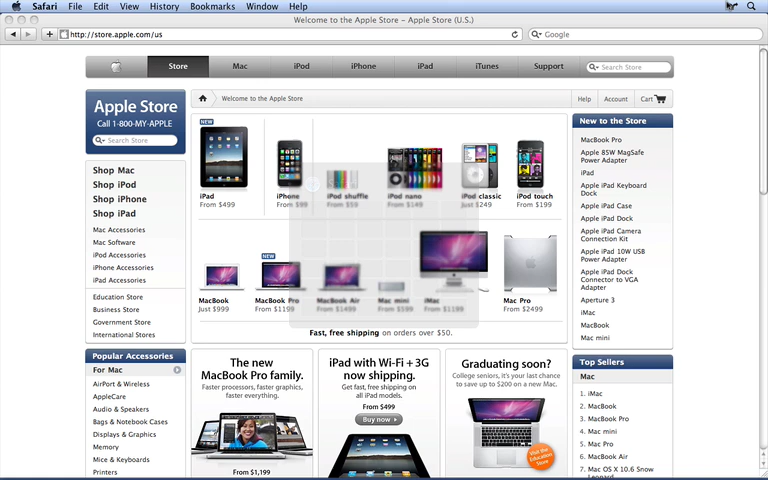 Safari File Edit View History Bookmarks Window Help
Welcome to the Apple Store – Apple Store (U.S.)
http://store.apple.com/us
Google
Store Mac iPod iPhone iPad iTunes Support Search Store
Apple Store
Call 1-800-MY-APPLE
Search Store
Shop Mac
Shop iPod
Shop iPhone
Shop iPad
Mac Accessories
Mac Software
iPod Accessories
iPhone Accessories
iPad Accessories
Education Store
Business Store
Government Store
International Stores
Popular Accessories
For Mac
AirPort & Wireless
AppleCare
Audio & Speakers
Bags & Notebook Cases
Displays & Graphics
Memory
Mice & Keyboards
Printers
Welcome to the Apple Store
Help Account Cart
NEW
iPad iPhone iPod shuffle iPod nano iPod classic iPod touch
From $499 From $99 From $59 From $149 Just $249 From $199
NEW
MacBook MacBook Pro MacBook Air Mac mini iMac Mac Pro
Just $999 From $1199 From $1499 From $599 From $1199 From $2499
Fast, free shipping on orders over $50.
The new
MacBook Pro family.
Faster processors, faster graphics,
faster everything.
From $1,199
iPad with Wi-Fi + 3G
now shipping.
Get fast, free shipping on
all iPad models.
From $499
Buy now
Graduating soon?
College seniors, it's your last chance
to save up to $200 on a new Mac.
Visit the
Education
Store
New to the Store
MacBook Pro
Apple 85W MagSafe
Power Adapter
iPad
Apple iPad Keyboard
Dock
Apple iPad Case
Apple iPad Dock
Apple iPad Camera
Connection Kit
Apple iPad 10W USB
Power Adapter
Apple iPad Dock
Connector to VGA
Adapter
Aperture 3
iMac
MacBook
Mac mini
Top Sellers
Mac
1. iMac
2. MacBook
3. MacBook Pro
4. Mac mini
5. Mac Pro
6. MacBook Air
7. Mac OS X 10.6 Snow
Leopard